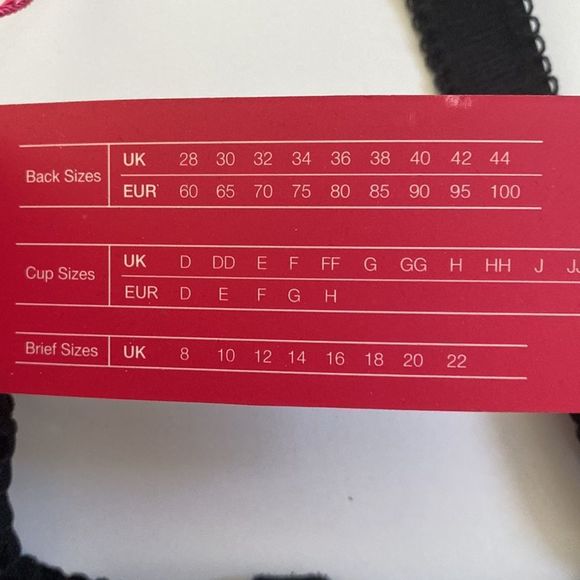 Back Sizes UK 28 30 32 34 36 38 40 42 44
EUR 60 65 70 75 80 85 90 95 100
Cup Sizes UK D DD E F FF G GG H HH J JJ
EUR D E F G H
Brief Sizes UK 8 10 12 14 16 18 20 22